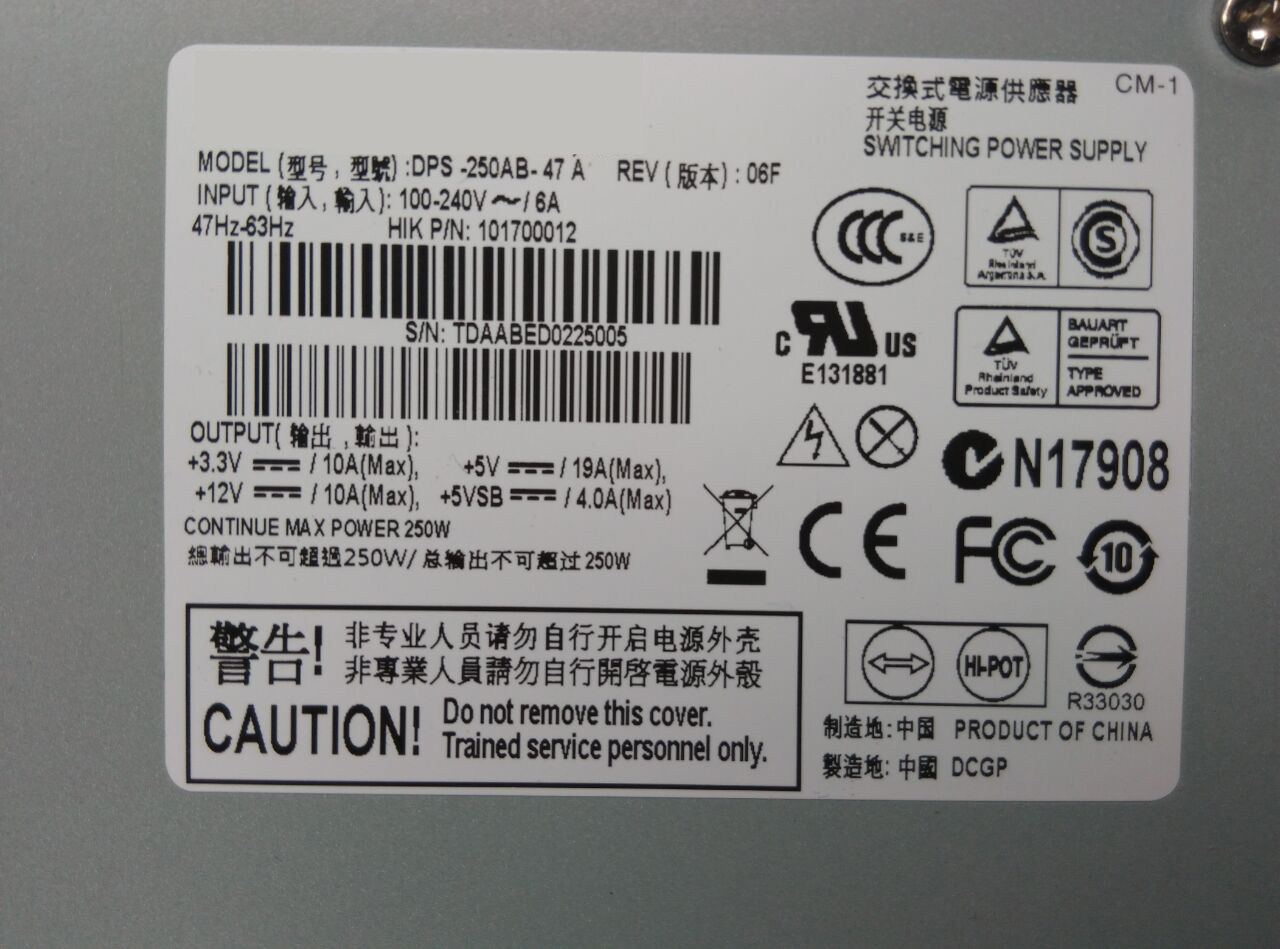 交換式電源供應器 CM-1
开关电源
SWITCHING POWER SUPPLY
MODEL (型号, 型號) :DPS -250AB- 47 A REV ( 版本) : 06F
INPUT (输入, 輸入): 100-240V ～ / 6A
47Hz-63Hz HIK P/N: 101700012
S/N: TDAABED0225005
OUTPUT( 输出 , 輸出 ):
+3.3V ⎓ / 10A(Max), +5V ⎓ / 19A(Max),
+12V ⎓ / 10A(Max), +5VSB ⎓ / 4.0A(Max)
CONTINUE MAX POWER 250W
總輸出不可超過250W/ 总输出不可超过 250W
警告! 非专业人员请勿自行开启电源外壳
非專業人員請勿自行開啓電源外殼
CAUTION! Do not remove this cover.
Trained service personnel only.
CCC S&E
TÜV
Rheinland
Argentina S.A.
S
C RU US
E131881
TÜV
Rheinland
Product Safety
BAUART
GEPRÜFT
TYPE
APPROVED
N17908
CE FC 10
HI-POT
R33030
制造地: 中国 PRODUCT OF CHINA
製造地: 中國 DCGP